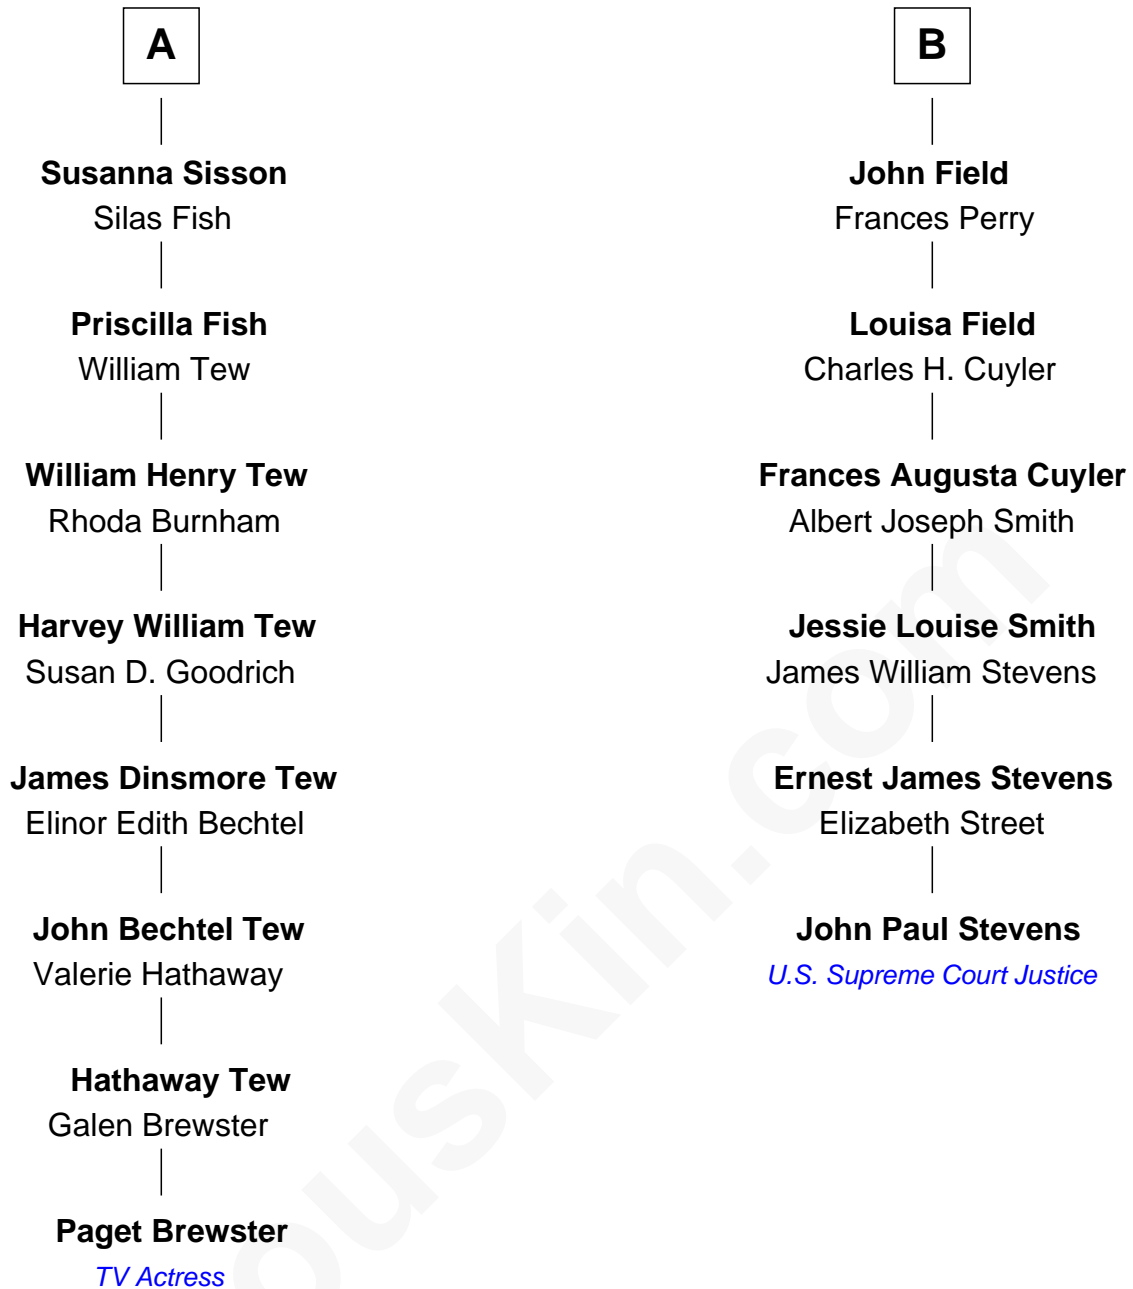 A
Susanna Sisson
Silas Fish
Priscilla Fish
William Tew
William Henry Tew
Rhoda Burnham
Harvey William Tew
Susan D. Goodrich
James Dinsmore Tew
Elinor Edith Bechtel
John Bechtel Tew
Valerie Hathaway
Hathaway Tew
Galen Brewster
Paget Brewster
TV Actress
B
John Field
Frances Perry
Louisa Field
Charles H. Cuyler
Frances Augusta Cuyler
Albert Joseph Smith
Jessie Louise Smith
James William Stevens
Ernest James Stevens
Elizabeth Street
John Paul Stevens
U.S. Supreme Court Justice
ousKin.com